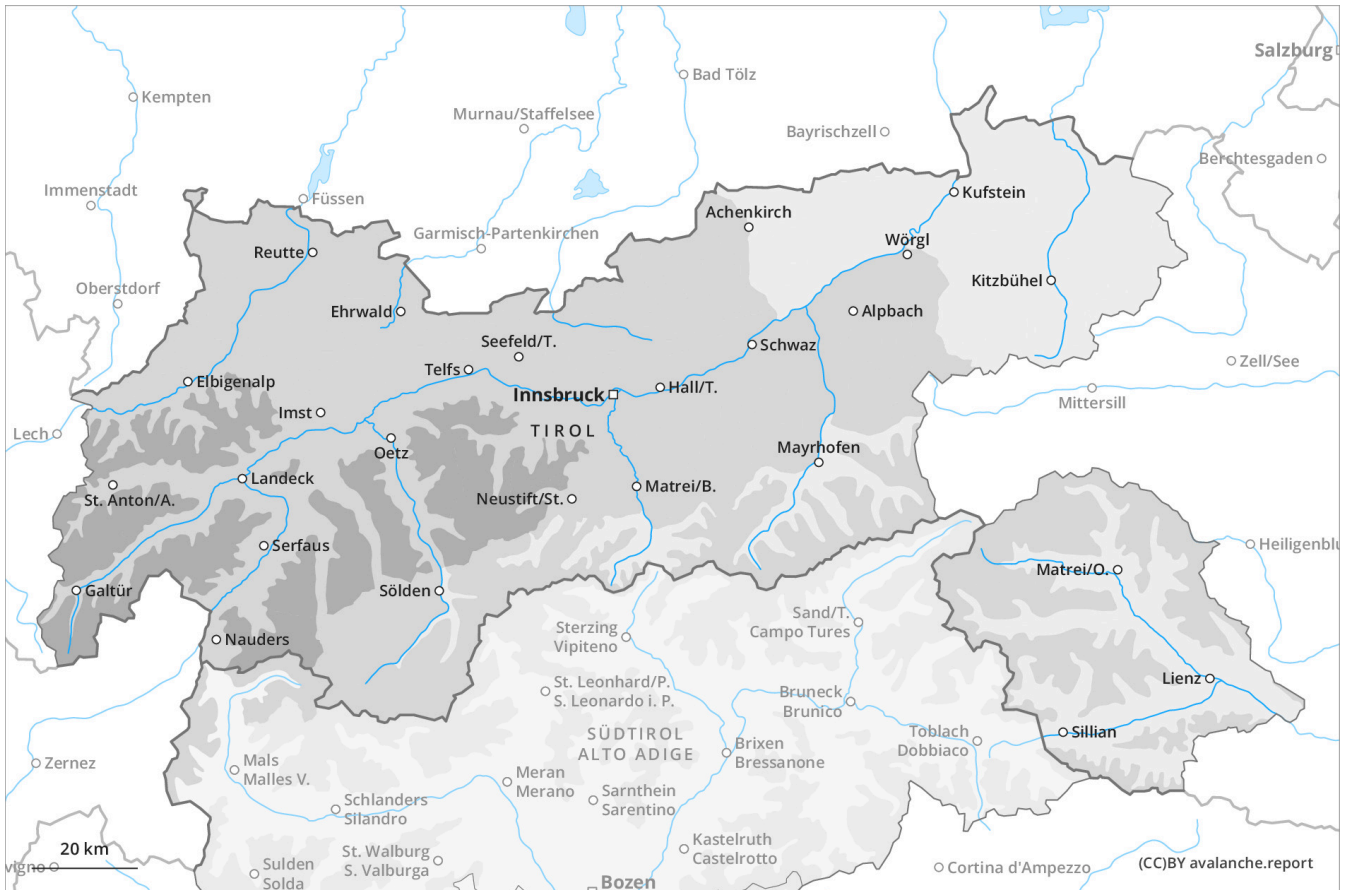 Salzburg
Bad Tölz
Kempten
Murnau/Staffelsee
Bayrischzell
Berchtesgaden
Immenstadt
Füssen
Kufstein
Achenkirch
Garmisch-Partenkirchen
Wörgl
Reutte
Kitzbühel
Oberstdorf
Ehrwald
Alpbach
Seefeld/T.
Schwaz
Zell/See
Telfs
Elbigenalp
Hall/T.
Innsbruck
Mittersill
Imst
Lech
TIROL
Oetz
Mayrhofen
Landeck
Matrei/B.
St. Anton/A.
Neustift/St.
Serfaus
Heiligenblu
Matrei/O.
Galtür
Sölden
Sand/T.
Campo Tures
Nauders
Sterzing
Vipiteno
Lienz
St. Leonhard/P.
S. Leonardo i. P.
Bruneck
Brunico
SÜDTIROL
ALTO ADIGE
Sillian
Toblach
Dobbiaco
Brixen
Bressanone
Zernez
Mals
Malles V.
Meran
Merano
Sarnthein
Sarentino
Schlanders
Silandro
Kastelruth
Castelrotto
20 km
St. Walburg
S. Valburga
vigno
Sulden
Solda
Cortina d'Ampezzo
(CC)BY avalanche.report
Bozen